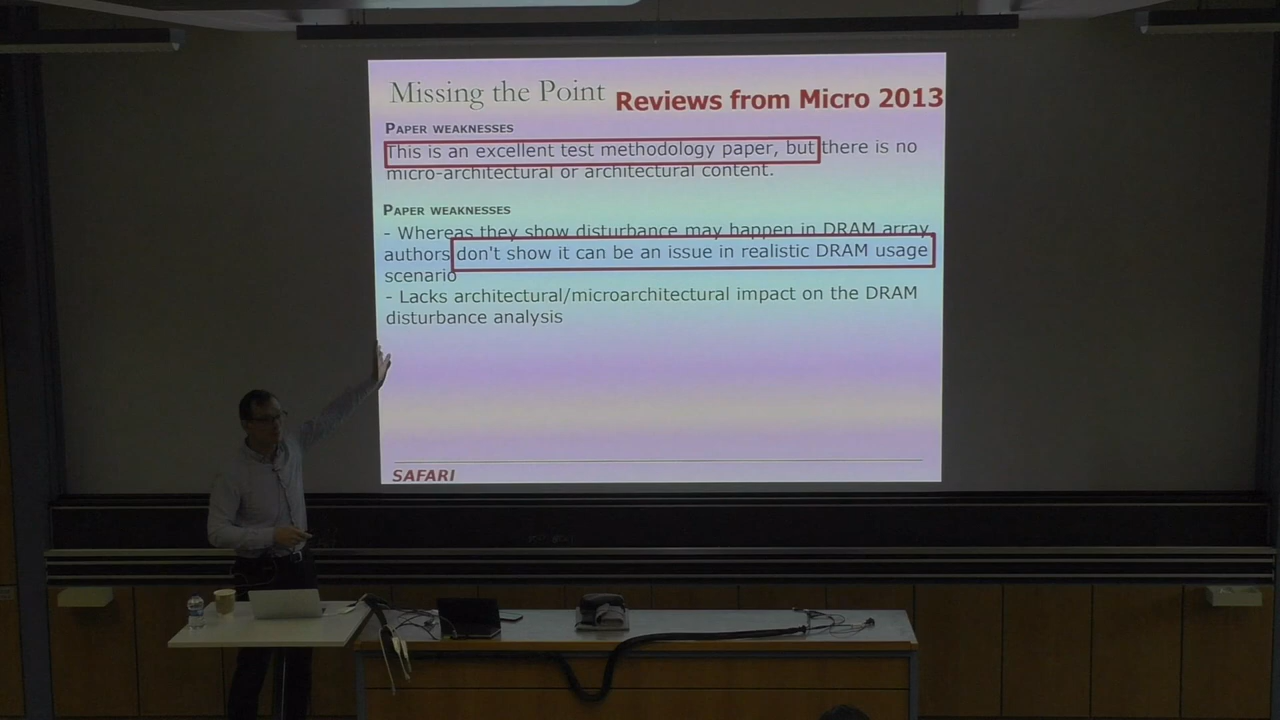 Missing the Point Reviews from Micro 2013
PAPER WEAKNESSES
This is an excellent test methodology paper, but there is no
micro-architectural or architectural content.
PAPER WEAKNESSES
- Whereas they show disturbance may happen in DRAM array,
authors don't show it can be an issue in realistic DRAM usage
scenario
- Lacks architectural/microarchitectural impact on the DRAM
disturbance analysis
SAFARI